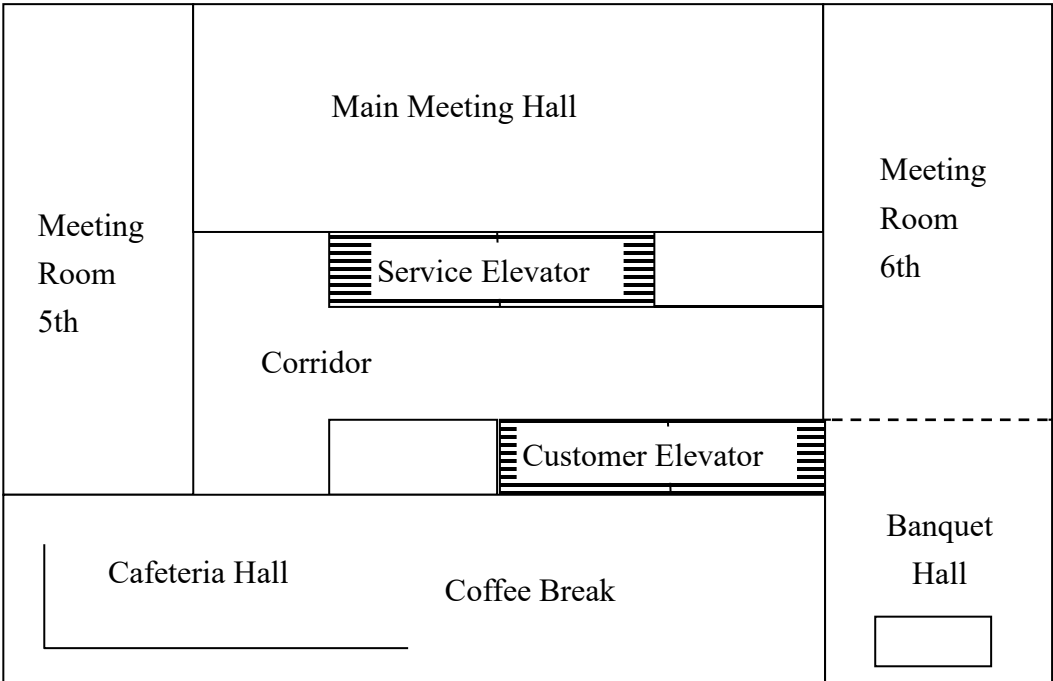 Main Meeting Hall
Meeting
Room
6th
Meeting
Room
5th
Service Elevator
Corridor
Customer Elevator
Banquet
Hall
Cafeteria Hall
Coffee Break